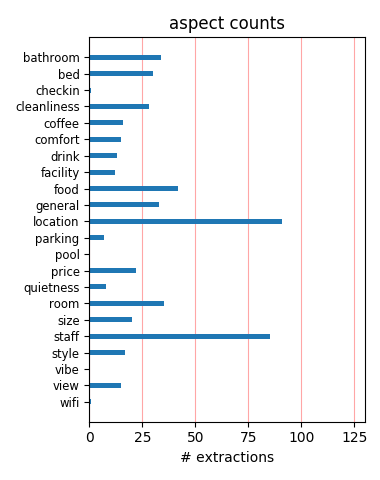 aspect counts
bathroom
bed
checkin
cleanliness
coffee
comfort
drink
facility
food
general
location
parking
pool
price
quietness
room
size
staff
style
vibe
view
wifi
0 25 50 75 100 125
# extractions